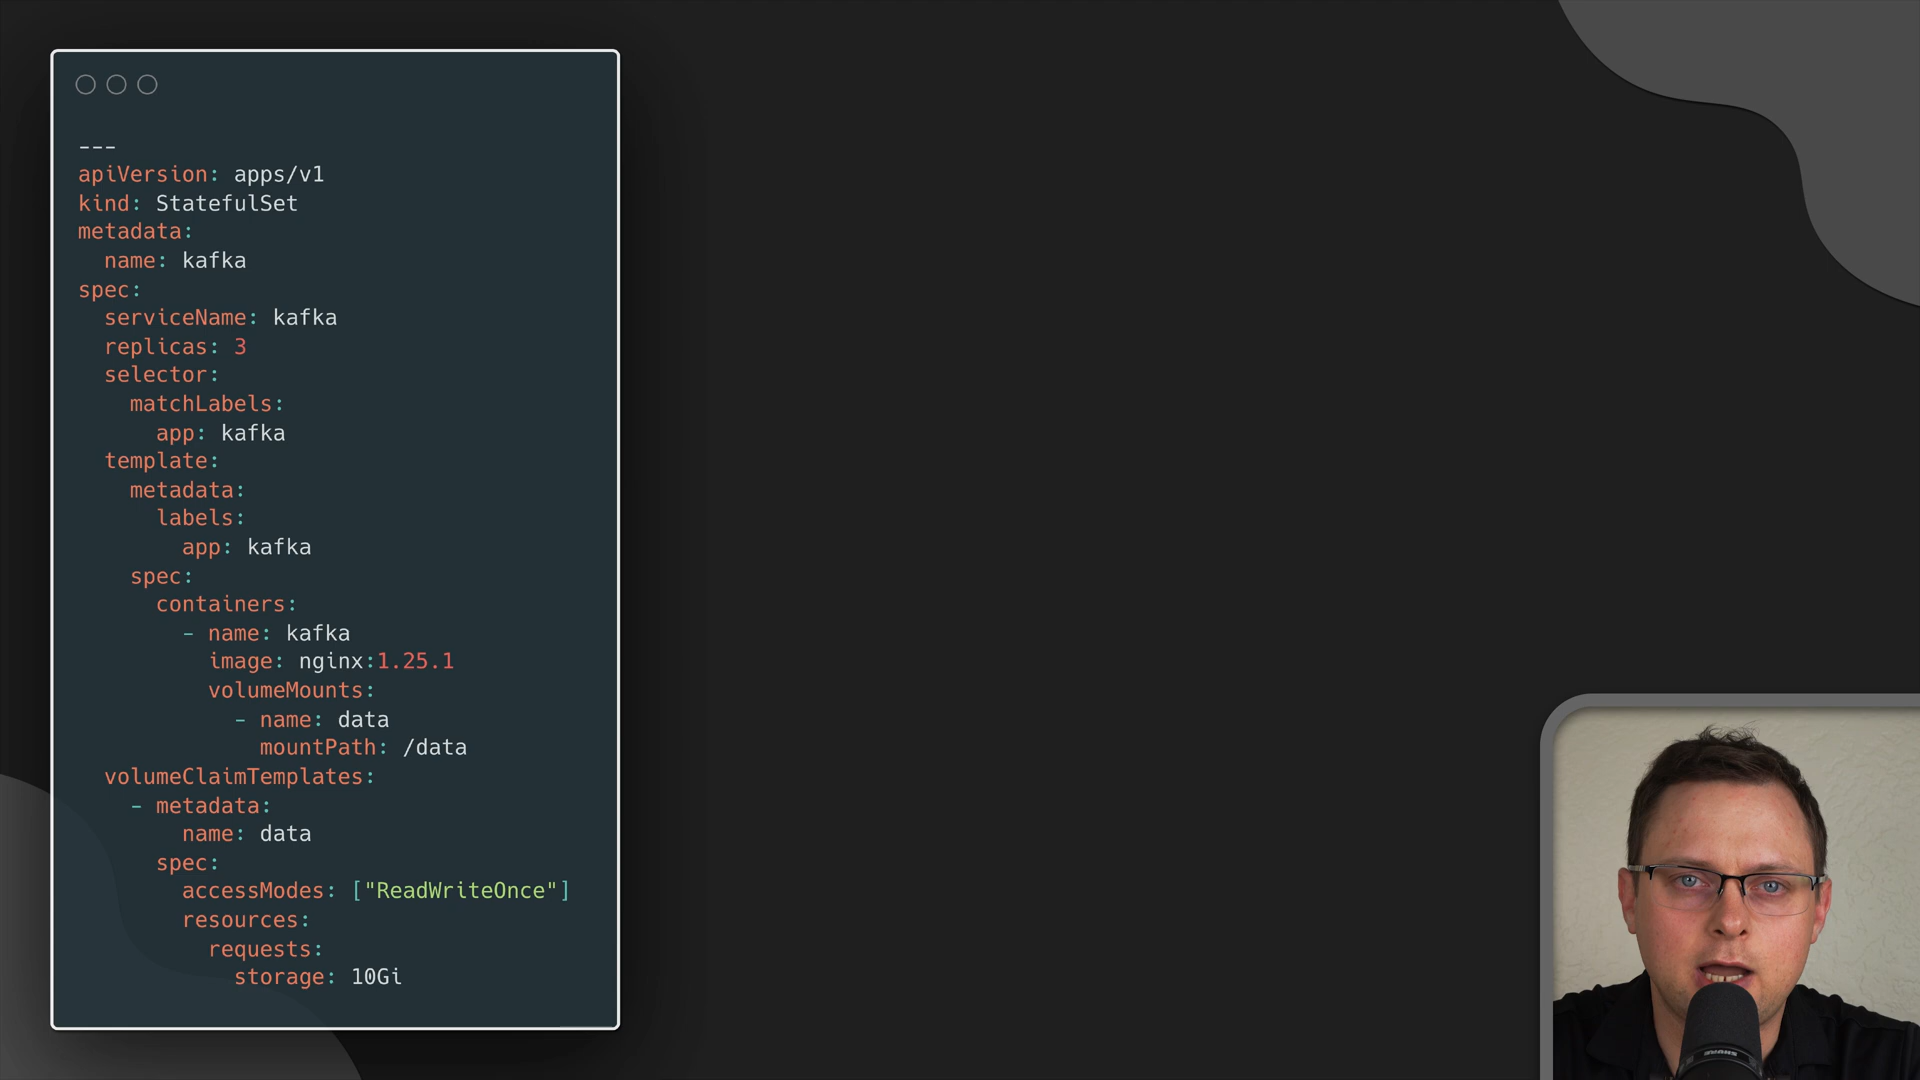 ---
apiVersion: apps/v1
kind: StatefulSet
metadata:
  name: kafka
spec:
  serviceName: kafka
  replicas: 3
  selector:
    matchLabels:
      app: kafka
  template:
    metadata:
      labels:
        app: kafka
    spec:
      containers:
        - name: kafka
          image: nginx:1.25.1
          volumeMounts:
            - name: data
              mountPath: /data
  volumeClaimTemplates:
    - metadata:
        name: data
      spec:
        accessModes: ["ReadWriteOnce"]
        resources:
          requests:
            storage: 10Gi
SHURE